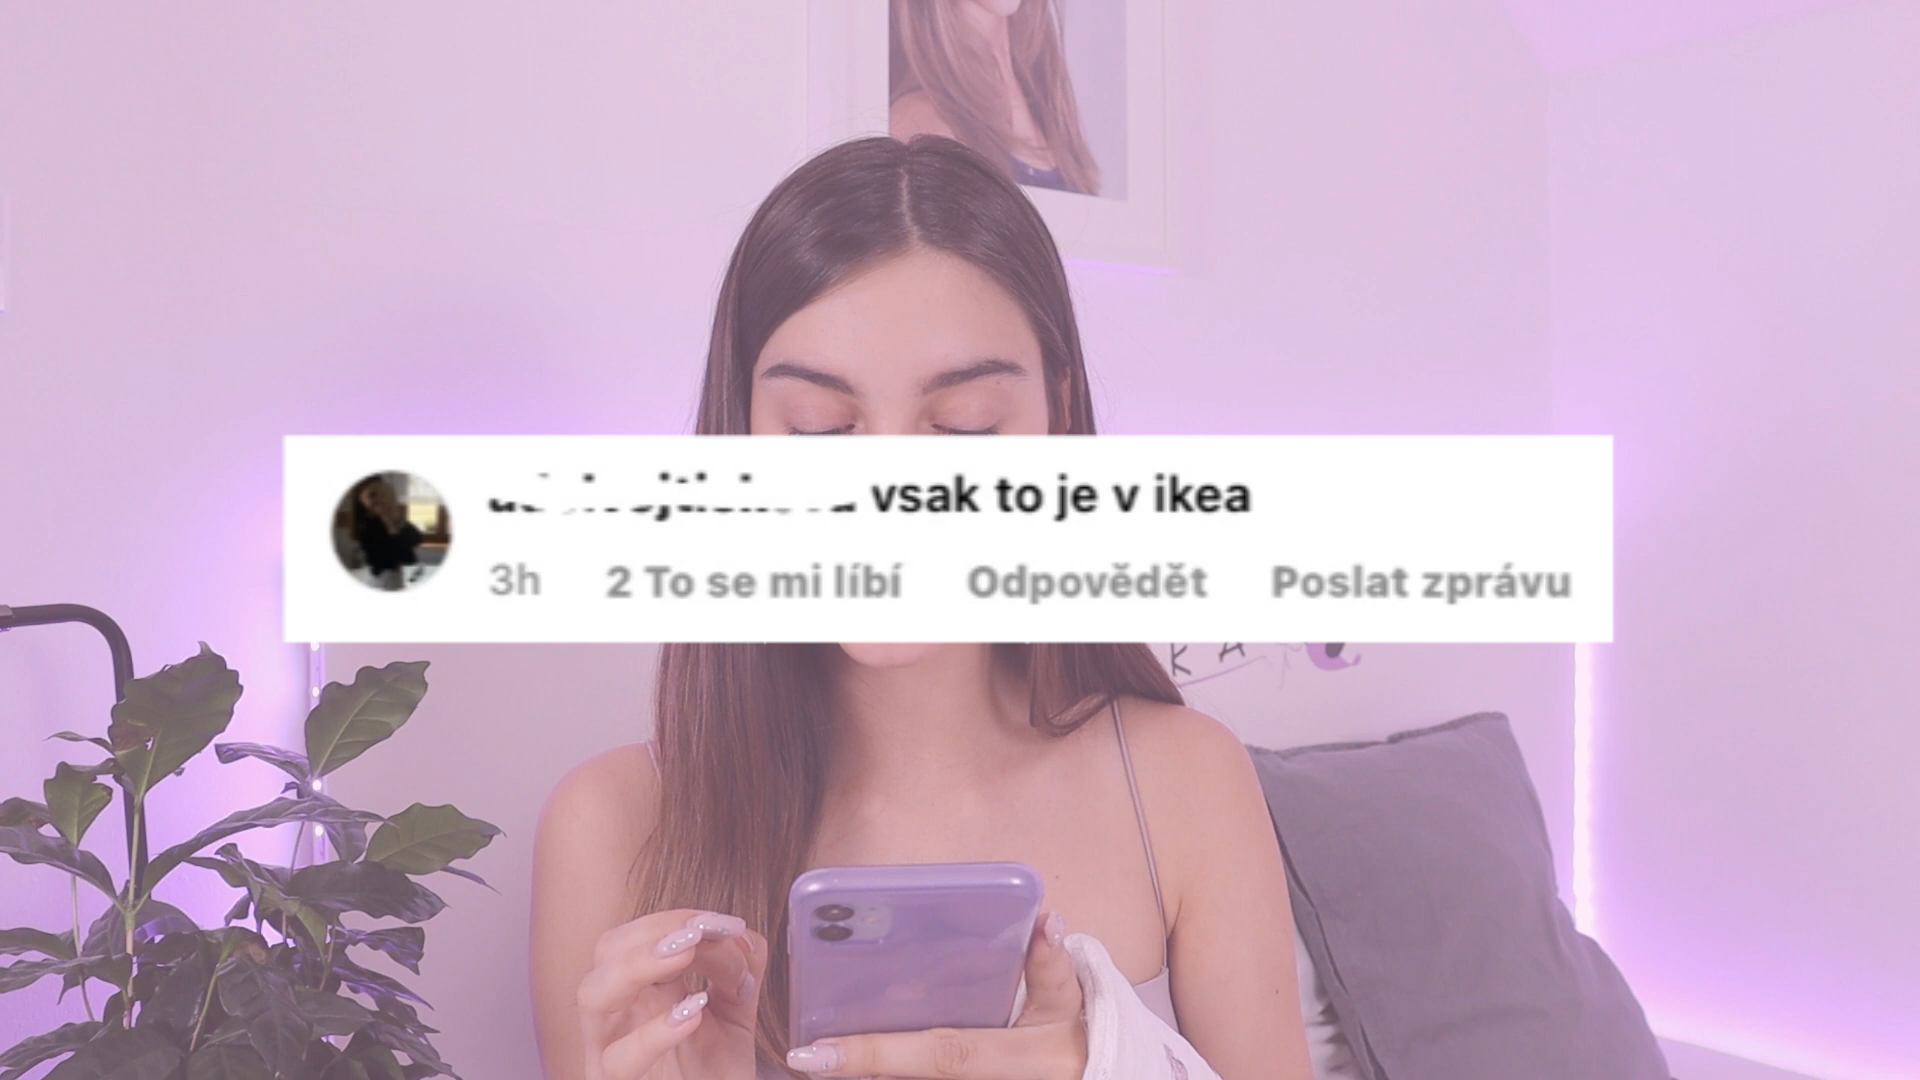 vsak to je v ikea
3h 2 To se mi líbí Odpovědět Poslat zprávu
K A